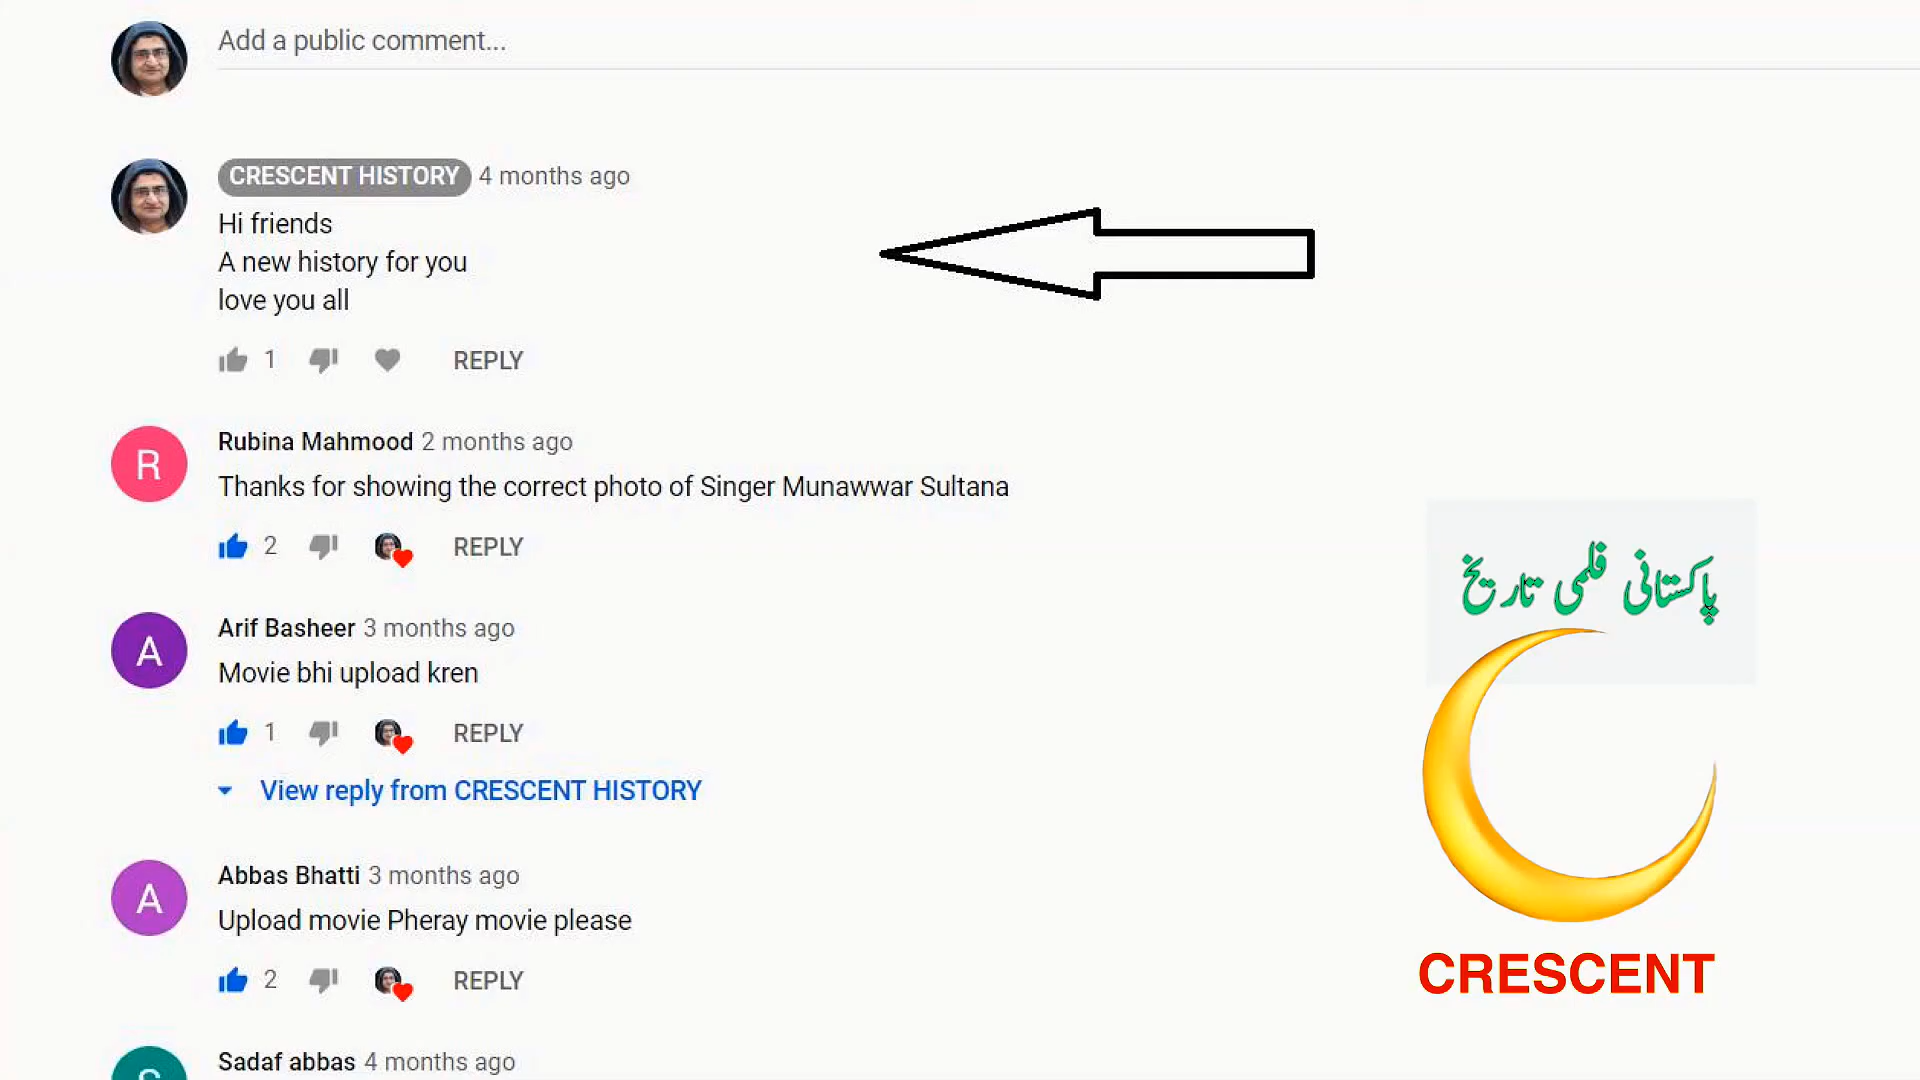 Add a public comment...
CRESCENT HISTORY 4 months ago
Hi friends
A new history for you
love you all
1 REPLY
R
Rubina Mahmood 2 months ago
Thanks for showing the correct photo of Singer Munawwar Sultana
2 REPLY
A
Arif Basheer 3 months ago
Movie bhi upload kren
1 REPLY
View reply from CRESCENT HISTORY
A
Abbas Bhatti 3 months ago
Upload movie Pheray movie please
2 REPLY
S
Sadaf abbas 4 months ago
پاکستانی فلمی تاریخ
CRESCENT